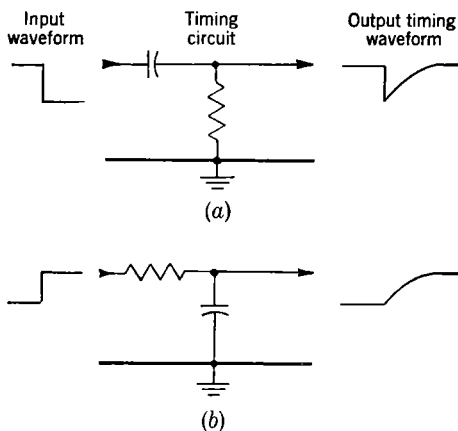 Input Timing Output timing
waveform circuit waveform
(a)
(b)